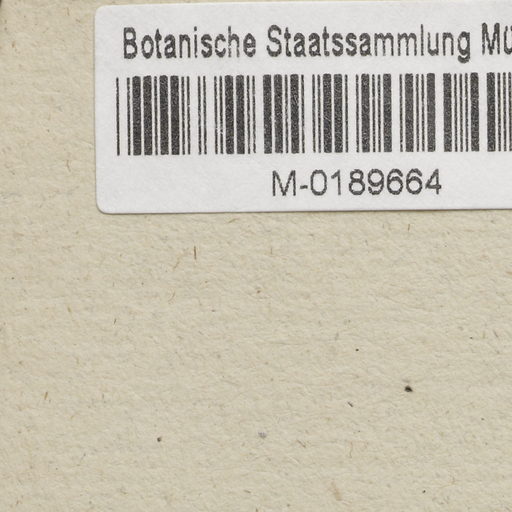 Botanische Staatssammlung Mü
M-0189664